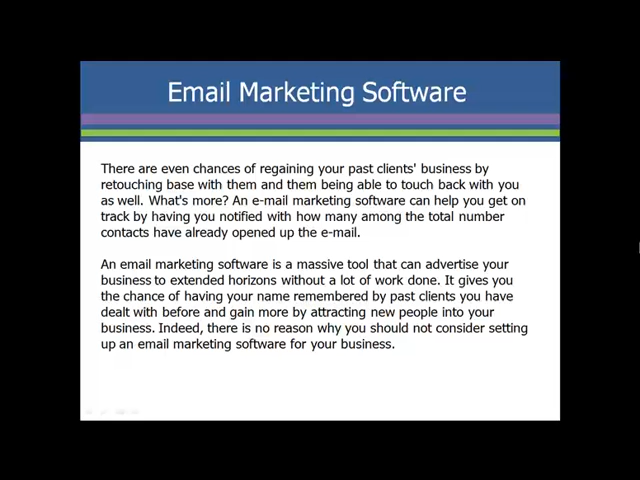 Email Marketing Software
There are even chances of regaining your past clients' business by
retouching base with them and them being able to touch back with you
as well. What's more? An e-mail marketing software can help you get on
track by having you notified with how many among the total number
contacts have already opened up the e-mail.
An email marketing software is a massive tool that can advertise your
business to extended horizons without a lot of work done. It gives you
the chance of having your name remembered by past clients you have
dealt with before and gain more by attracting new people into your
business. Indeed, there is no reason why you should not consider setting
up an email marketing software for your business.